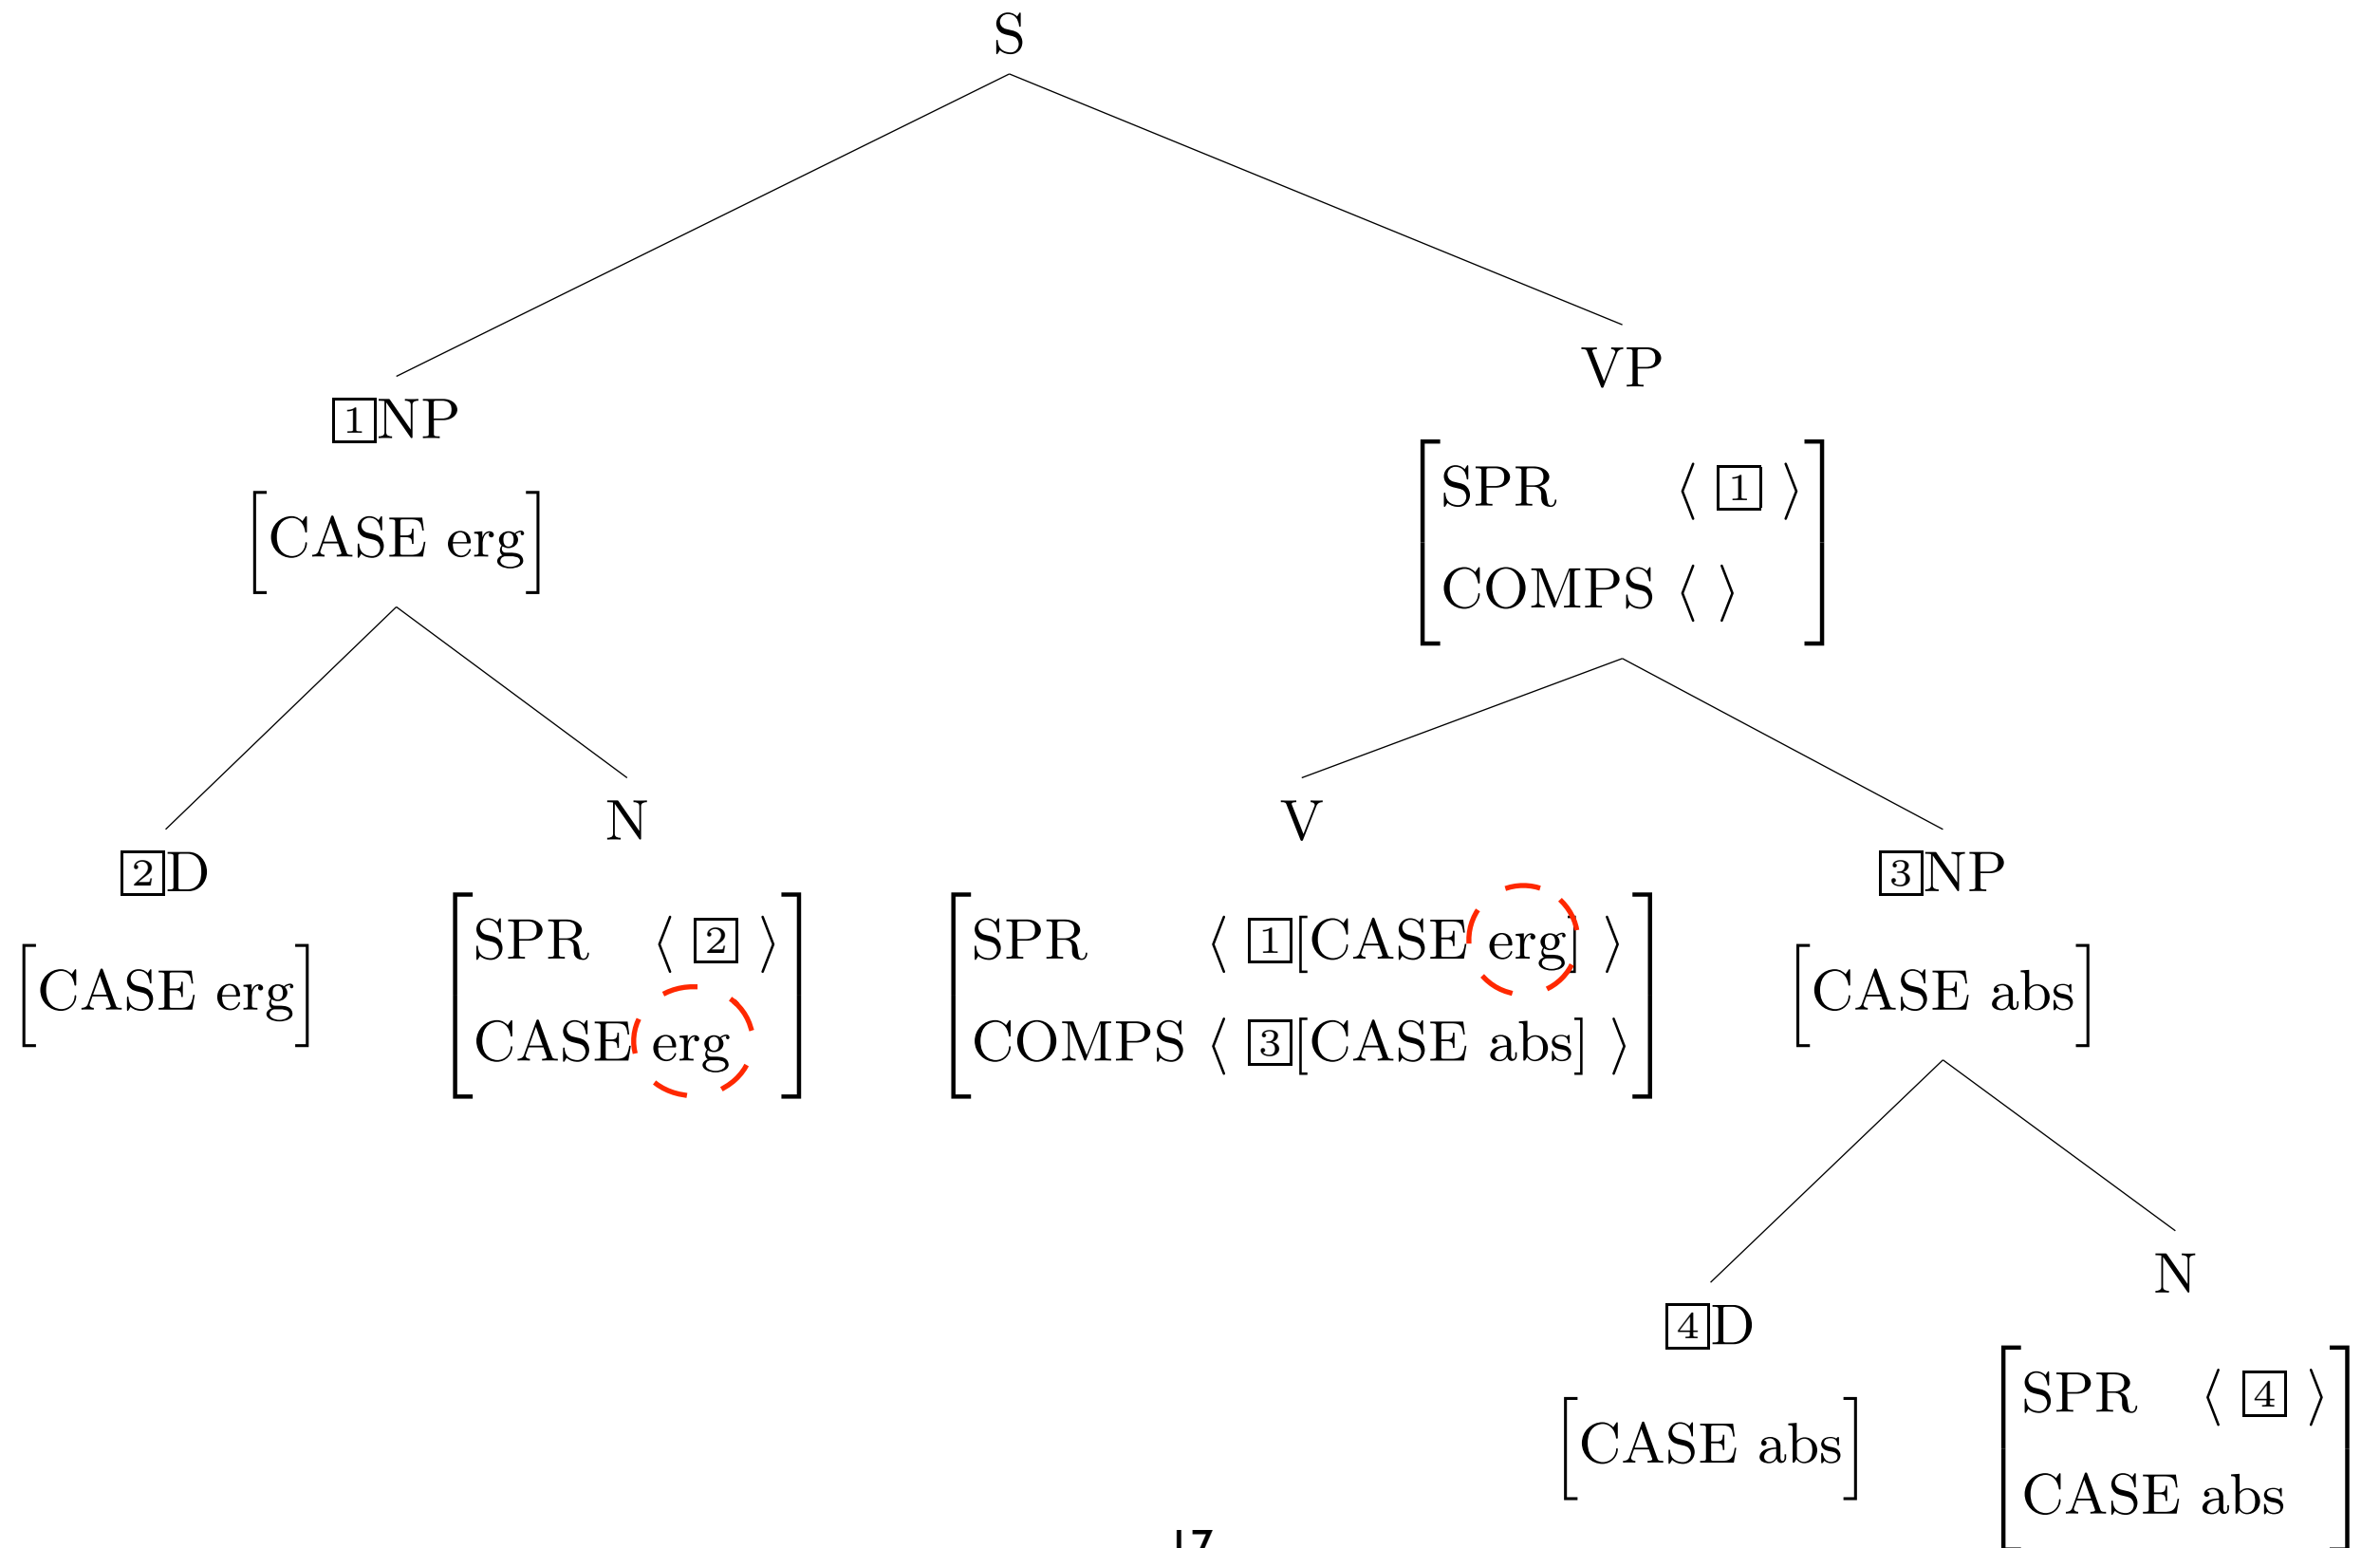 S
VP
1NP
[CASE erg]
SPR ⟨ 1 ⟩
COMPS ⟨ ⟩
2D
[CASE erg]
N
SPR ⟨ 2 ⟩
CASE erg
V
SPR ⟨ 1[CASE erg] ⟩
COMPS ⟨ 3[CASE abs] ⟩
3NP
[CASE abs]
4D
[CASE abs]
N
SPR ⟨ 4 ⟩
CASE abs
17